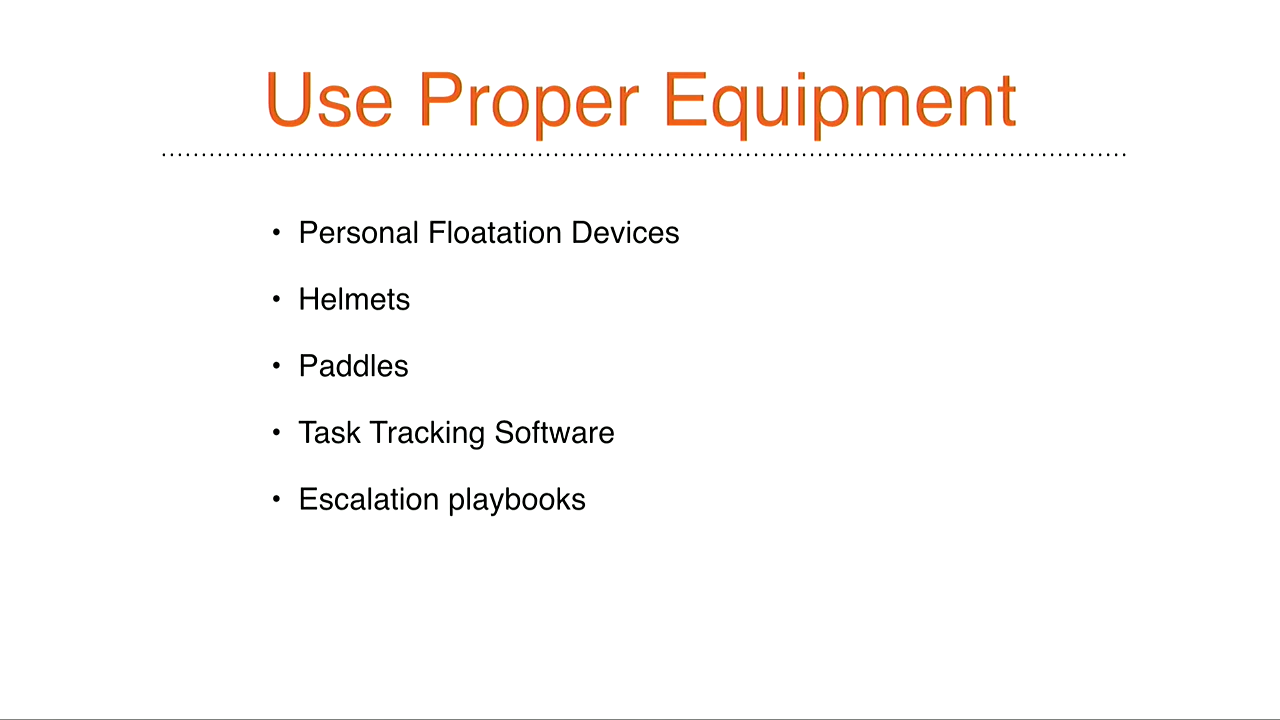 Use Proper Equipment
• Personal Floatation Devices
• Helmets
• Paddles
• Task Tracking Software
• Escalation playbooks